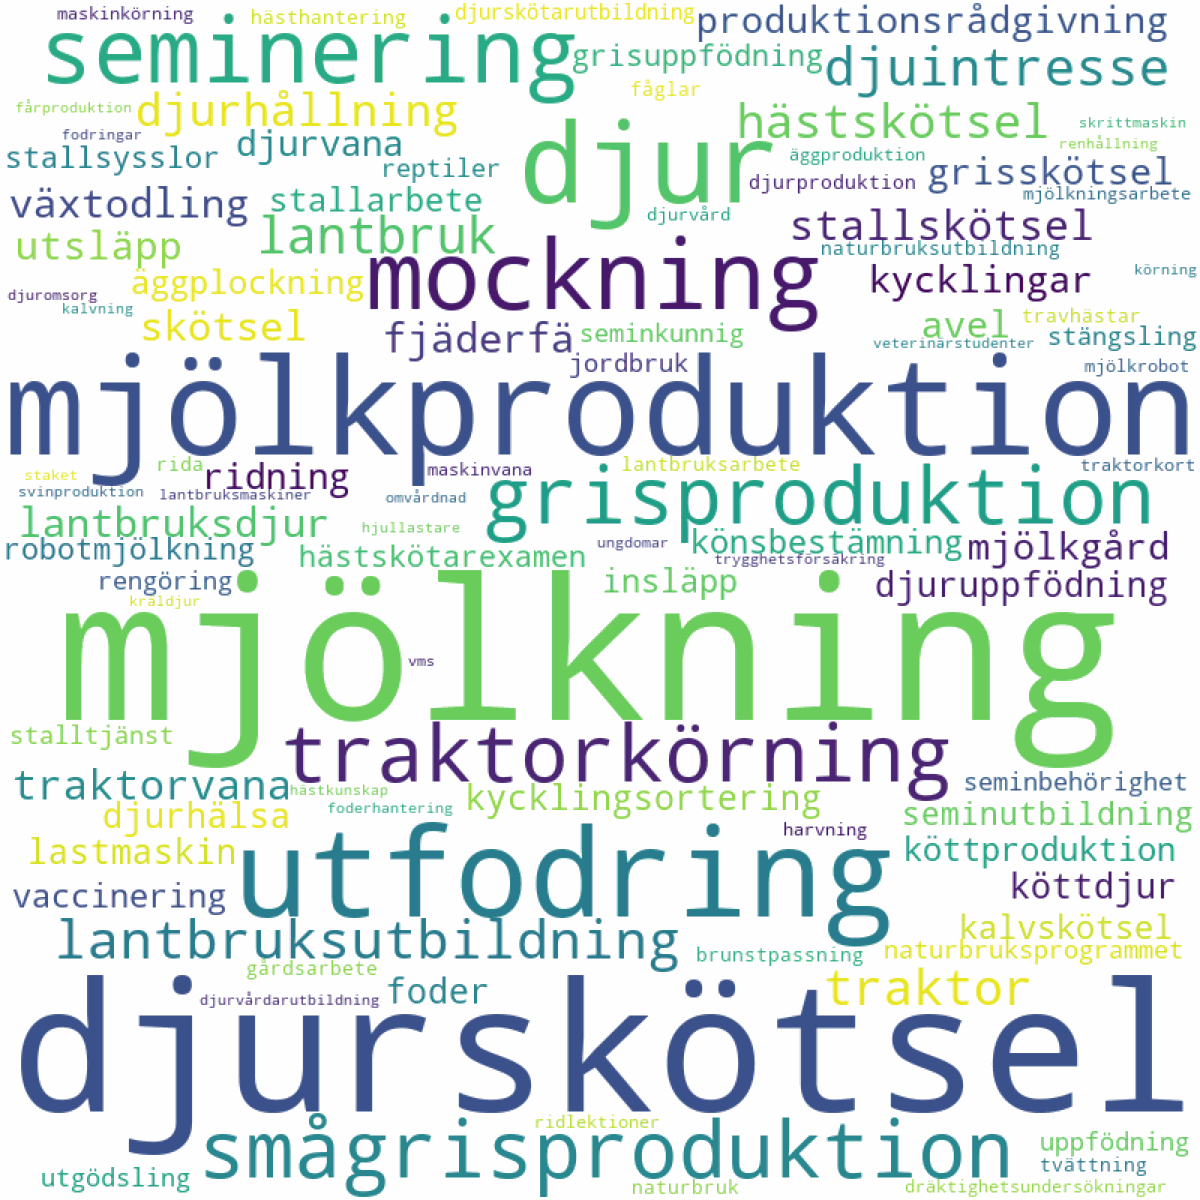 maskinkörning
hästhantering
djurskötarutbildning
produktionsrådgivning
seminering
grisuppfödning
djuintresse
fåglar
fårproduktion
djurhållning
hästskötsel
skrittmaskin
fodringar
djurvana
djur
renhållning
stallsysslor
reptiler
äggproduktion
grisskötsel
djurproduktion
mjölkningsarbete
växtodling
stallarbete
djurvård
stallskötsel
utsläpp
lantbruk
mockning
naturbruksutbildning
körning
äggplockning
kycklingar
djuromsorg
kalvning
skötsel
fjäderfä
seminkunnig
avel
travhästar
stängsling
veterinärstudenter
jordbruk
mjölkrobot
mjölkproduktion
rida
ridning
maskinvana
lantbruksarbete
traktorkort
staket
svinproduktion
lantbruksmaskiner
omvårdnad
grisproduktion
lantbruksdjur
hjullastare
robotmjölkning
hästskötarexamen
ungdomar
könsbestämning
mjölkgård
trygghetsförsäkring
rengöring
insläpp
djuruppfödning
kräldjur
mjölkning
vms
stalltjänst
traktorkörning
traktorvana
hästkunskap
kycklingsortering
seminbehörighet
foderhantering
djurhälsa
seminutbildning
harvning
lastmaskin
utfodring
köttproduktion
vaccinering
köttdjur
lantbruksutbildning
kalvskötsel
brunstpassning
naturbruksprogrammet
gårdsarbete
djurvårdarutbildning
foder
traktor
djurskötsel
ridlektioner
smågrisproduktion
uppfödning
tvättning
utgödsling
naturbruk
dräktighetsundersökningar